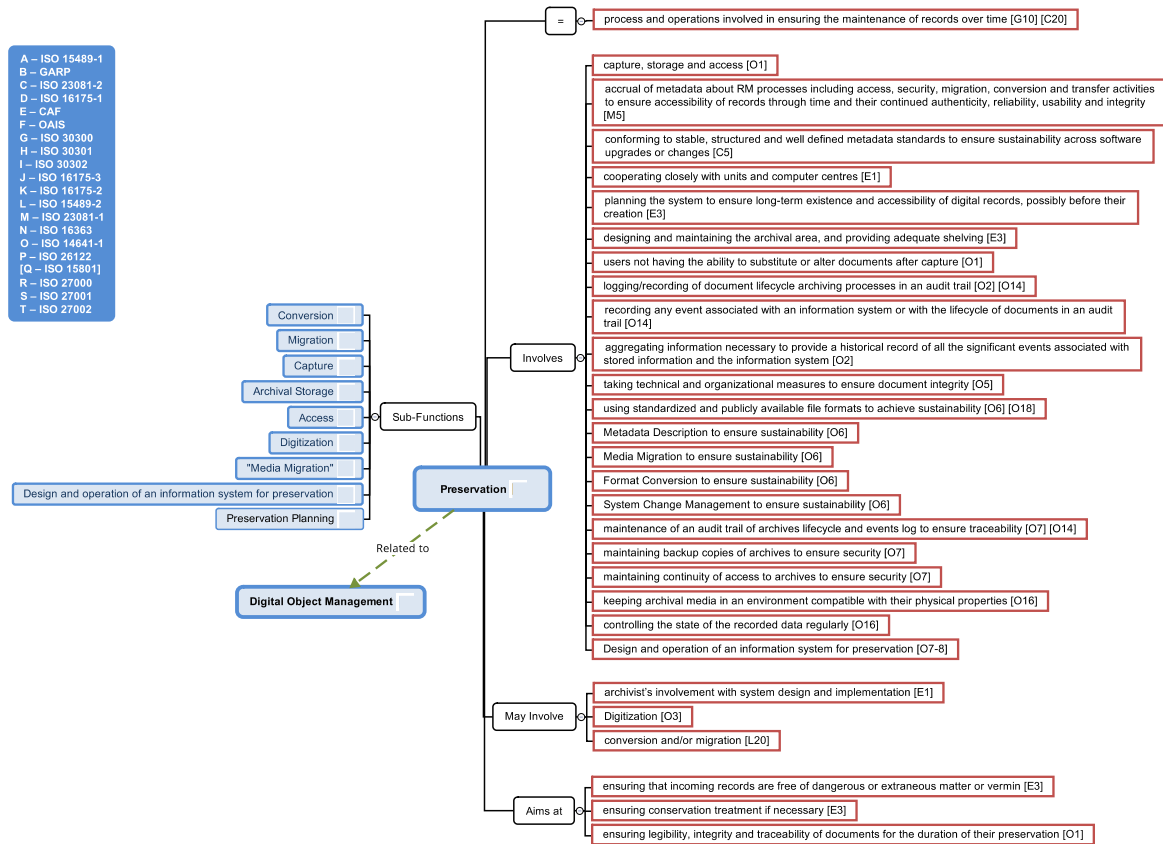 =
process and operations involved in ensuring the maintenance of records over time [G10] [C20]
A – ISO 15489-1
B – GARP
C – ISO 23081-2
D – ISO 16175-1
E – CAF
F – OAIS
G – ISO 30300
H – ISO 30301
I – ISO 30302
J – ISO 16175-3
K – ISO 16175-2
L – ISO 15489-2
M – ISO 23081-1
N – ISO 16363
O – ISO 14641-1
P – ISO 26122
[Q – ISO 15801]
R – ISO 27000
S – ISO 27001
T – ISO 27002
Involves
capture, storage and access [O1]
accrual of metadata about RM processes including access, security, migration, conversion and transfer activities
to ensure accessibility of records through time and their continued authenticity, reliability, usability and integrity
[M5]
conforming to stable, structured and well defined metadata standards to ensure sustainability across software
upgrades or changes [C5]
cooperating closely with units and computer centres [E1]
planning the system to ensure long-term existence and accessibility of digital records, possibly before their
creation [E3]
designing and maintaining the archival area, and providing adequate shelving [E3]
users not having the ability to substitute or alter documents after capture [O1]
logging/recording of document lifecycle archiving processes in an audit trail [O2] [O14]
recording any event associated with an information system or with the lifecycle of documents in an audit
trail [O14]
aggregating information necessary to provide a historical record of all the significant events associated with
stored information and the information system [O2]
taking technical and organizational measures to ensure document integrity [O5]
using standardized and publicly available file formats to achieve sustainability [O6] [O18]
Metadata Description to ensure sustainability [O6]
Media Migration to ensure sustainability [O6]
Format Conversion to ensure sustainability [O6]
System Change Management to ensure sustainability [O6]
maintenance of an audit trail of archives lifecycle and events log to ensure traceability [O7] [O14]
maintaining backup copies of archives to ensure security [O7]
maintaining continuity of access to archives to ensure security [O7]
keeping archival media in an environment compatible with their physical properties [O16]
controlling the state of the recorded data regularly [O16]
Design and operation of an information system for preservation [O7-8]
Conversion
Migration
Capture
Archival Storage
Access
Digitization
"Media Migration"
Design and operation of an information system for preservation
Preservation Planning
Sub-Functions
Preservation
Related to
Digital Object Management
May Involve
archivist's involvement with system design and implementation [E1]
Digitization [O3]
conversion and/or migration [L20]
Aims at
ensuring that incoming records are free of dangerous or extraneous matter or vermin [E3]
ensuring conservation treatment if necessary [E3]
ensuring legibility, integrity and traceability of documents for the duration of their preservation [O1]